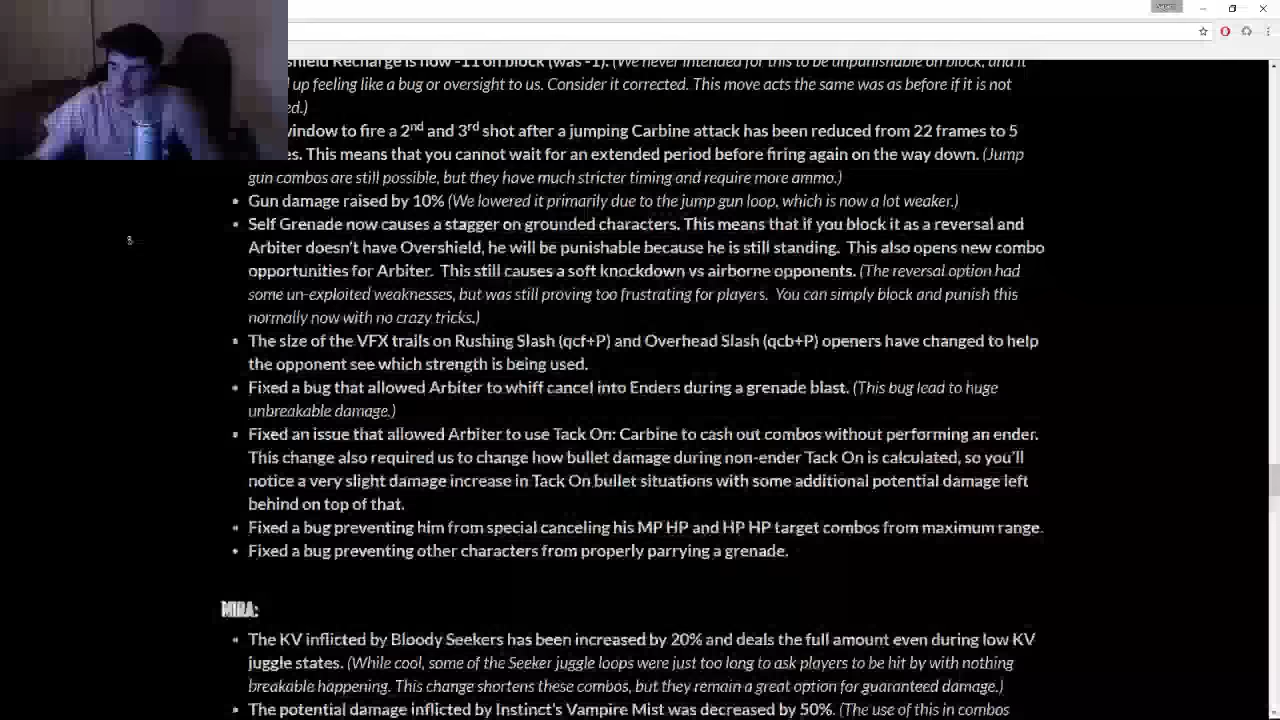 shield Recharge is now -11 on block (was -1). (We never intended for this to be unpunishable on block, and it
up feeling like a bug or oversight to us. Consider it corrected. This move acts the same was as before if it is not
ed.)
window to fire a 2nd and 3rd shot after a jumping Carbine attack has been reduced from 22 frames to 5
es. This means that you cannot wait for an extended period before firing again on the way down. (Jump
gun combos are still possible, but they have much stricter timing and require more ammo.)
• Gun damage raised by 10% (We lowered it primarily due to the jump gun loop, which is now a lot weaker.)
• Self Grenade now causes a stagger on grounded characters. This means that if you block it as a reversal and
Arbiter doesn't have Overshield, he will be punishable because he is still standing. This also opens new combo
opportunities for Arbiter. This still causes a soft knockdown vs airborne opponents. (The reversal option had
some un-exploited weaknesses, but was still proving too frustrating for players. You can simply block and punish this
normally now with no crazy tricks.)
• The size of the VFX trails on Rushing Slash (qcf+P) and Overhead Slash (qcb+P) openers have changed to help
the opponent see which strength is being used.
• Fixed a bug that allowed Arbiter to whiff cancel into Enders during a grenade blast. (This bug lead to huge
unbreakable damage.)
• Fixed an issue that allowed Arbiter to use Tack On: Carbine to cash out combos without performing an ender.
This change also required us to change how bullet damage during non-ender Tack On is calculated, so you'll
notice a very slight damage increase in Tack On bullet situations with some additional potential damage left
behind on top of that.
• Fixed a bug preventing him from special canceling his MP HP and HP HP target combos from maximum range.
• Fixed a bug preventing other characters from properly parrying a grenade.
MIRA:
• The KV inflicted by Bloody Seekers has been increased by 20% and deals the full amount even during low KV
juggle states. (While cool, some of the Seeker juggle loops were just too long to ask players to be hit by with nothing
breakable happening. This change shortens these combos, but they remain a great option for guaranteed damage.)
• The potential damage inflicted by Instinct's Vampire Mist was decreased by 50%. (The use of this in combos